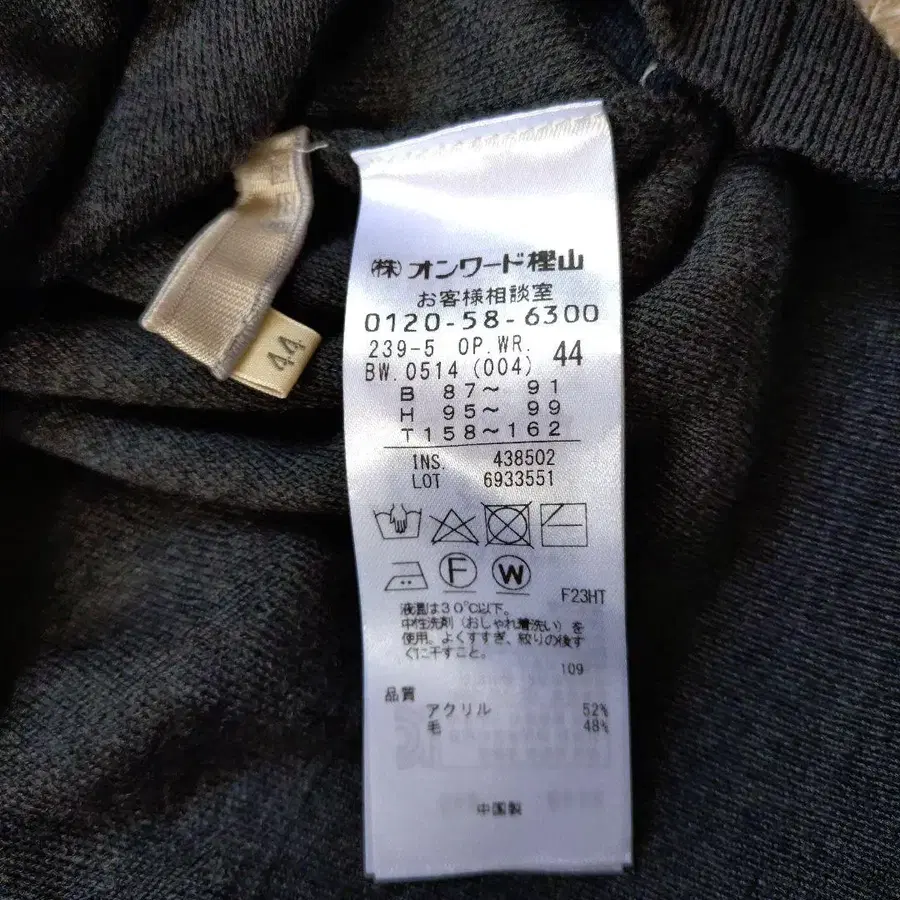 ㈱オンワード樫山
お客様相談室
0120-58-6300
239-5 OP.WR.
BW.0514(004) 44
B 87〜 91
H 95〜 99
T158〜162
INS. 438502
LOT 6933551
F
W
F23HT
液温は30℃以下。
中性洗剤（おしゃれ着洗い）を
使用。よくすすぎ、絞りの後す
ぐに干すこと。
109
品質
アクリル 52%
毛 48%
中国製
44